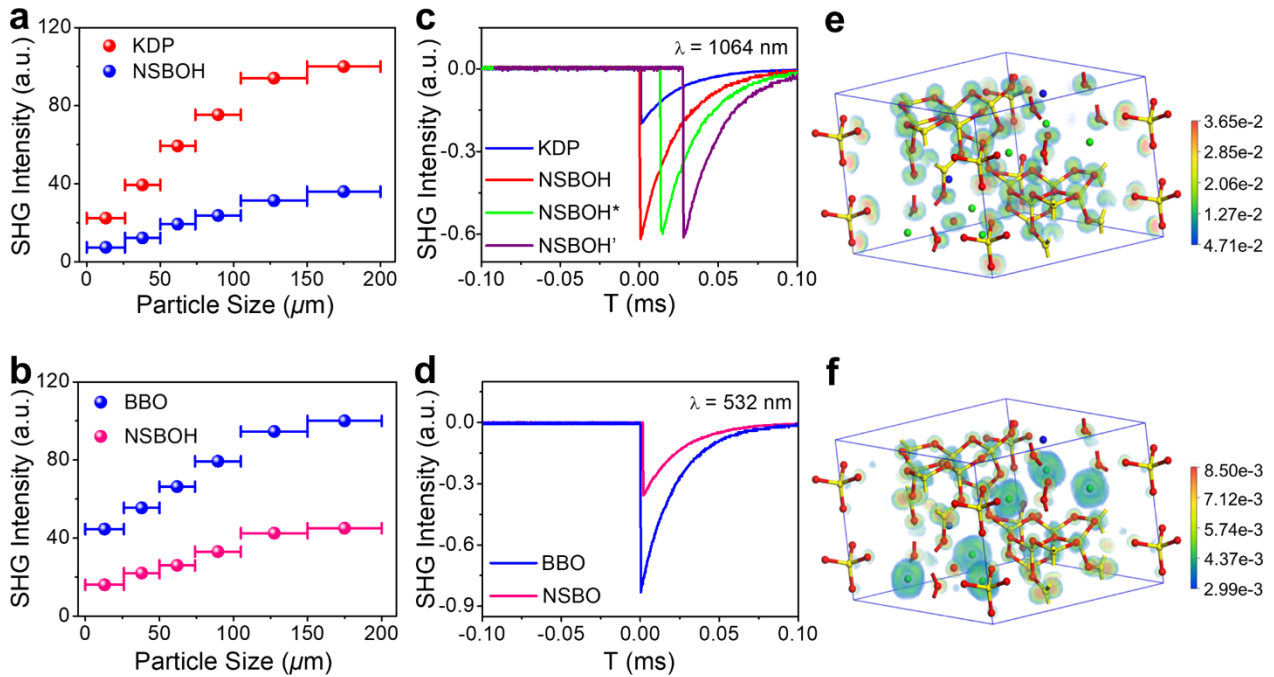 a
120
80
40
0
KDP
NSBOH
SHG Intensity (a.u.)
0 50 100 150 200
Particle Size (µm)
c
0.0
-0.3
-0.6
λ = 1064 nm
KDP
NSBOH
NSBOH*
NSBOH’
SHG Intensity (a.u.)
-0.10 -0.05 0.00 0.05 0.10
T (ms)
e
3.65e-2
2.85e-2
2.06e-2
1.27e-2
4.71e-2
b
120
80
40
0
BBO
NSBOH
SHG Intensity (a.u.)
0 50 100 150 200
Particle Size (µm)
d
0.0
-0.3
-0.6
-0.9
λ = 532 nm
BBO
NSBO
SHG Intensity (a.u.)
-0.10 -0.05 0.00 0.05 0.10
T (ms)
f
8.50e-3
7.12e-3
5.74e-3
4.37e-3
2.99e-3